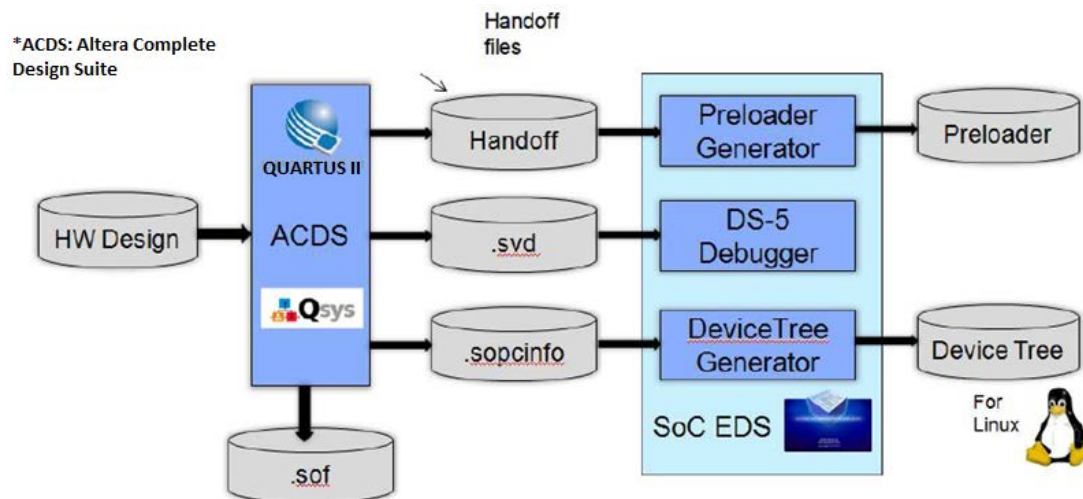 *ACDS: Altera Complete
Design Suite
Handoff
files
QUARTUS II
ACDS
Qsys
HW Design
Handoff
.svd
.sopcinfo
.sof
Preloader
Generator
DS-5
Debugger
DeviceTree
Generator
SoC EDS
Preloader
Device Tree
For
Linux